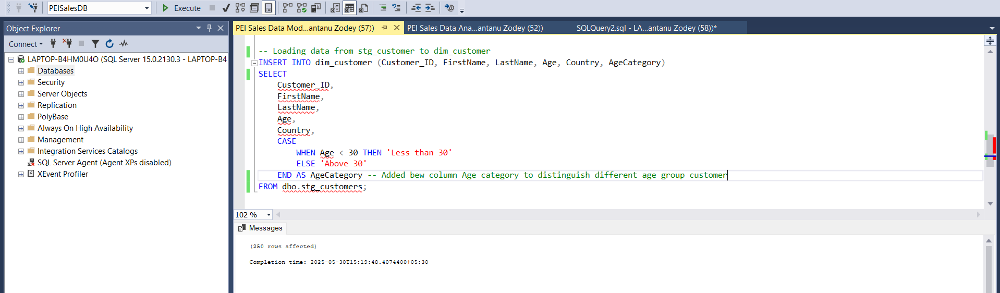 PEISalesDB
Execute
Object Explorer
Connect
LAPTOP-B4HM0U4O (SQL Server 15.0.2130.3 - LAPTOP-B4
Databases
Security
Server Objects
Replication
PolyBase
Always On High Availability
Management
Integration Services Catalogs
SQL Server Agent (Agent XPs disabled)
XEvent Profiler
PEI Sales Data Mod...antanu Zodey (57))
PEI Sales Data Ana...antanu Zodey (52))
SQLQuery2.sql - LA...antanu Zodey (58))*
-- Loading data from stg_customer to dim_customer
INSERT INTO dim_customer (Customer_ID, FirstName, LastName, Age, Country, AgeCategory)
SELECT
Customer_ID,
FirstName,
LastName,
Age,
Country,
CASE
WHEN Age < 30 THEN 'Less than 30'
ELSE 'Above 30'
END AS AgeCategory -- Added bew column Age category to distinguish different age group customer
FROM dbo.stg_customers;
102 %
Messages
(250 rows affected)
Completion time: 2025-05-30T15:19:48.4074400+05:30